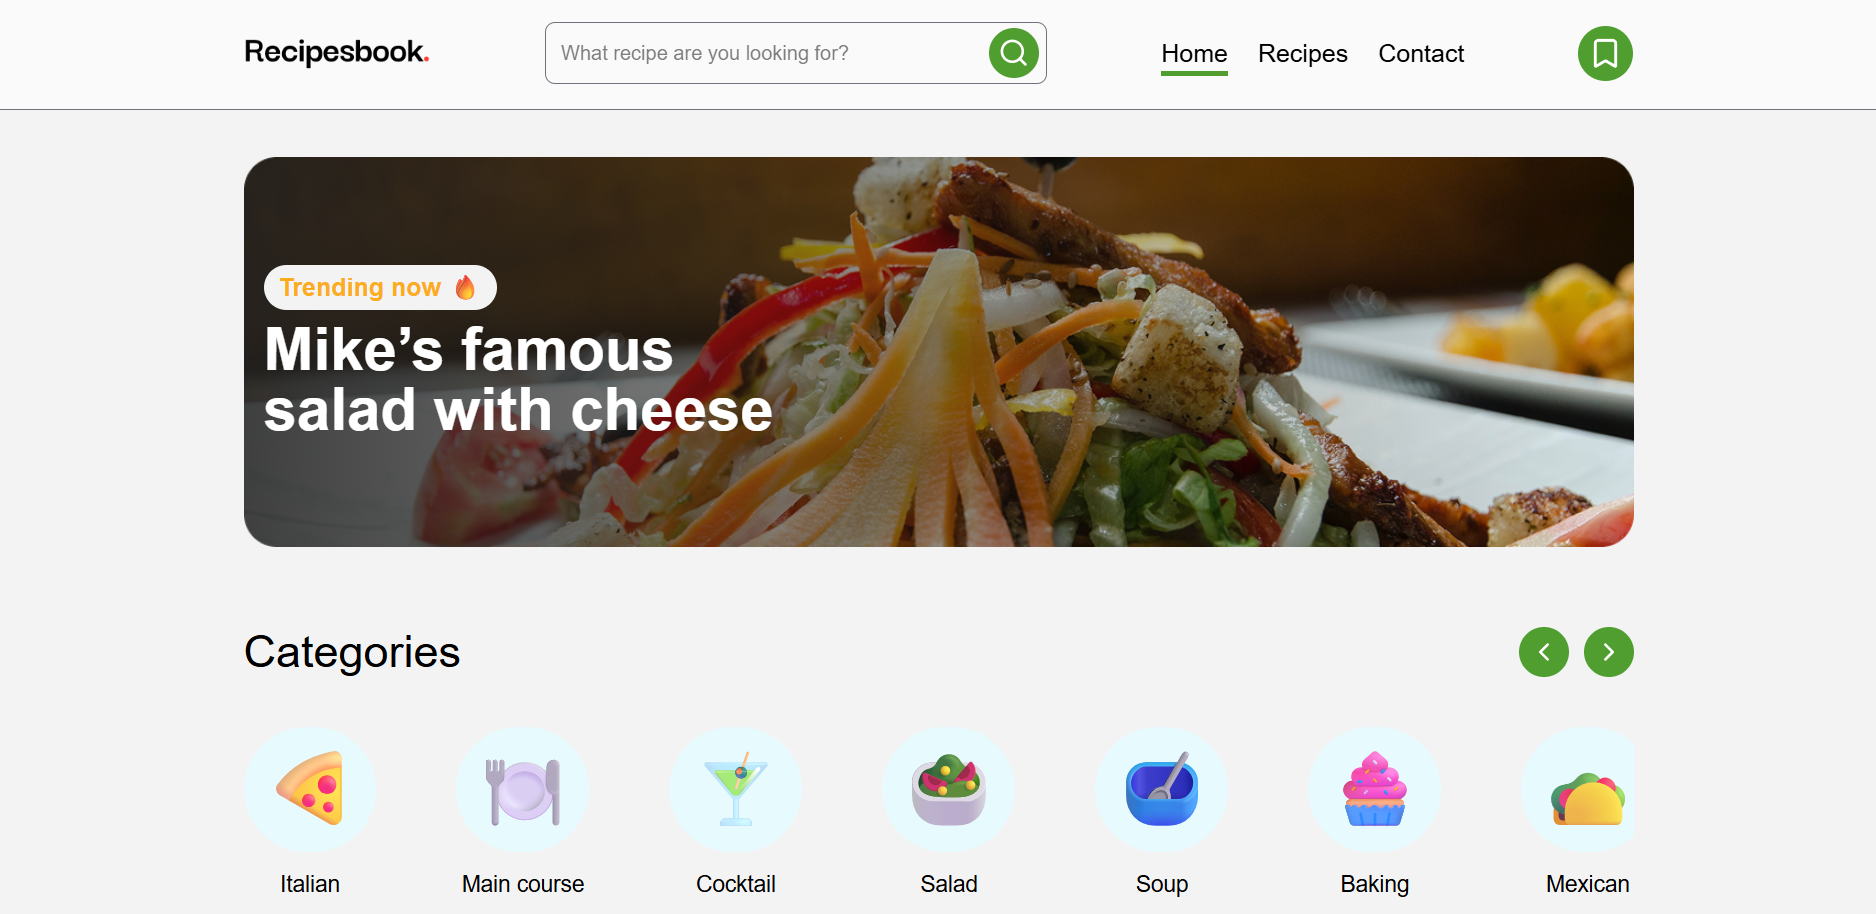 Recipesbook.
What recipe are you looking for?
Home
Recipes
Contact
Trending now 🔥
Mike’s famous
salad with cheese
Categories
Italian
Main course
Cocktail
Salad
Soup
Baking
Mexican